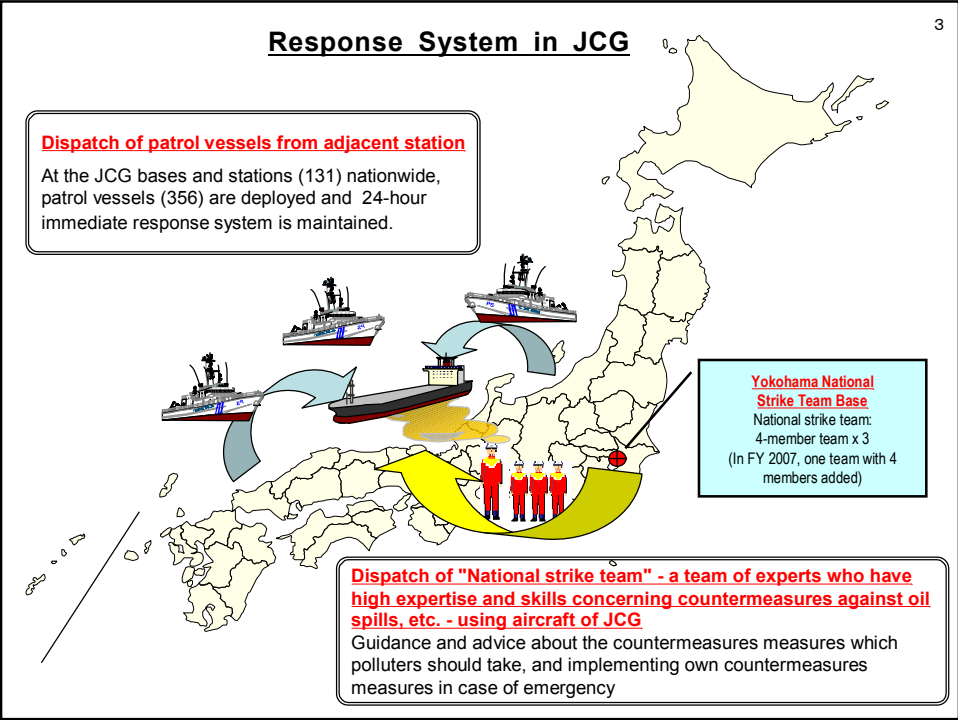 3
Response System in JCG
Dispatch of patrol vessels from adjacent station
At the JCG bases and stations (131) nationwide,
patrol vessels (356) are deployed and 24-hour
immediate response system is maintained.
Yokohama National
Strike Team Base
National strike team:
4-member team x 3
(In FY 2007, one team with 4
members added)
Dispatch of "National strike team" - a team of experts who have
high expertise and skills concerning countermeasures against oil
spills, etc. - using aircraft of JCG
Guidance and advice about the countermeasures measures which
polluters should take, and implementing own countermeasures
measures in case of emergency